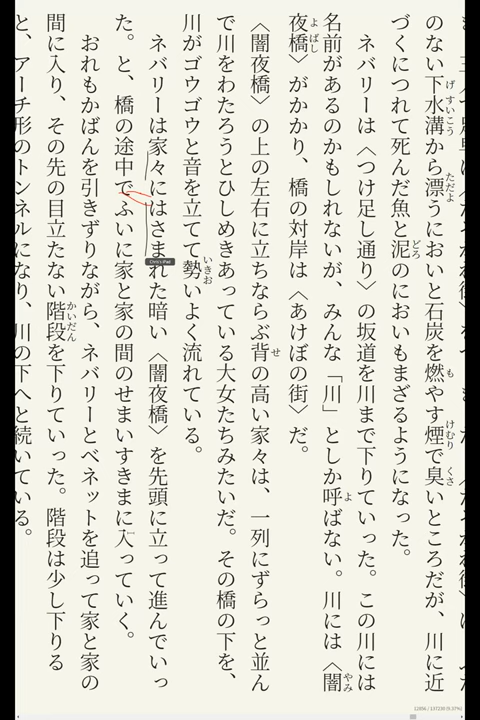 のない下水溝から漂うにおいと石炭を燃やす煙で臭いところだが、川に近
づくにつれて死んだ魚と泥のにおいもまざるようになった。
ネバリーは〈つけ足し通り〉の坂道を川まで下りていった。この川には
名前があるのかもしれないが、みんな「川」としか呼ばない。川には〈闇
夜橋〉がかかり、橋の対岸は〈あけぼの街〉だ。
〈闇夜橋〉の上の左右に立ちならぶ背の高い家々は、一列にずらっと並ん
で川をわたろうとひしめきあっている大女たちみたいだ。その橋の下を、
川がゴウゴウと音を立てて勢いよく流れている。
ネバリーは家々にはさまれた暗い〈闇夜橋〉を先頭に立って進んでいっ
た。と、橋の途中でふいに家と家の間のせまいすきまに入っていく。
おれもかばんを引きずりながら、ネバリーとベネットを追って家と家の
間に入り、その先の目立たない階段を下りていった。階段は少し下りる
と、アーチ形のトンネルになり、川の下へと続いている。